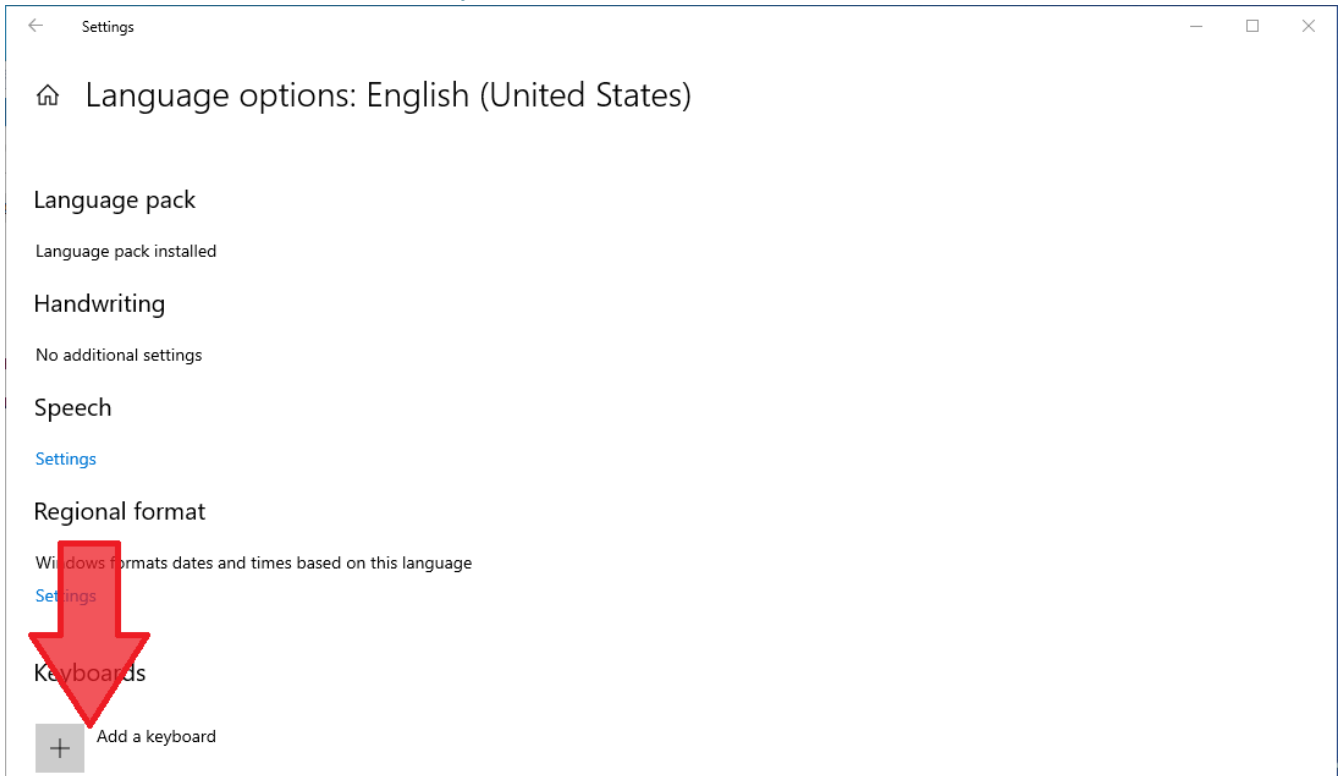 Settings
Language options: English (United States)
Language pack
Language pack installed
Handwriting
No additional settings
Speech
Settings
Regional format
Windows formats dates and times based on this language
Settings
Keyboards
Add a keyboard